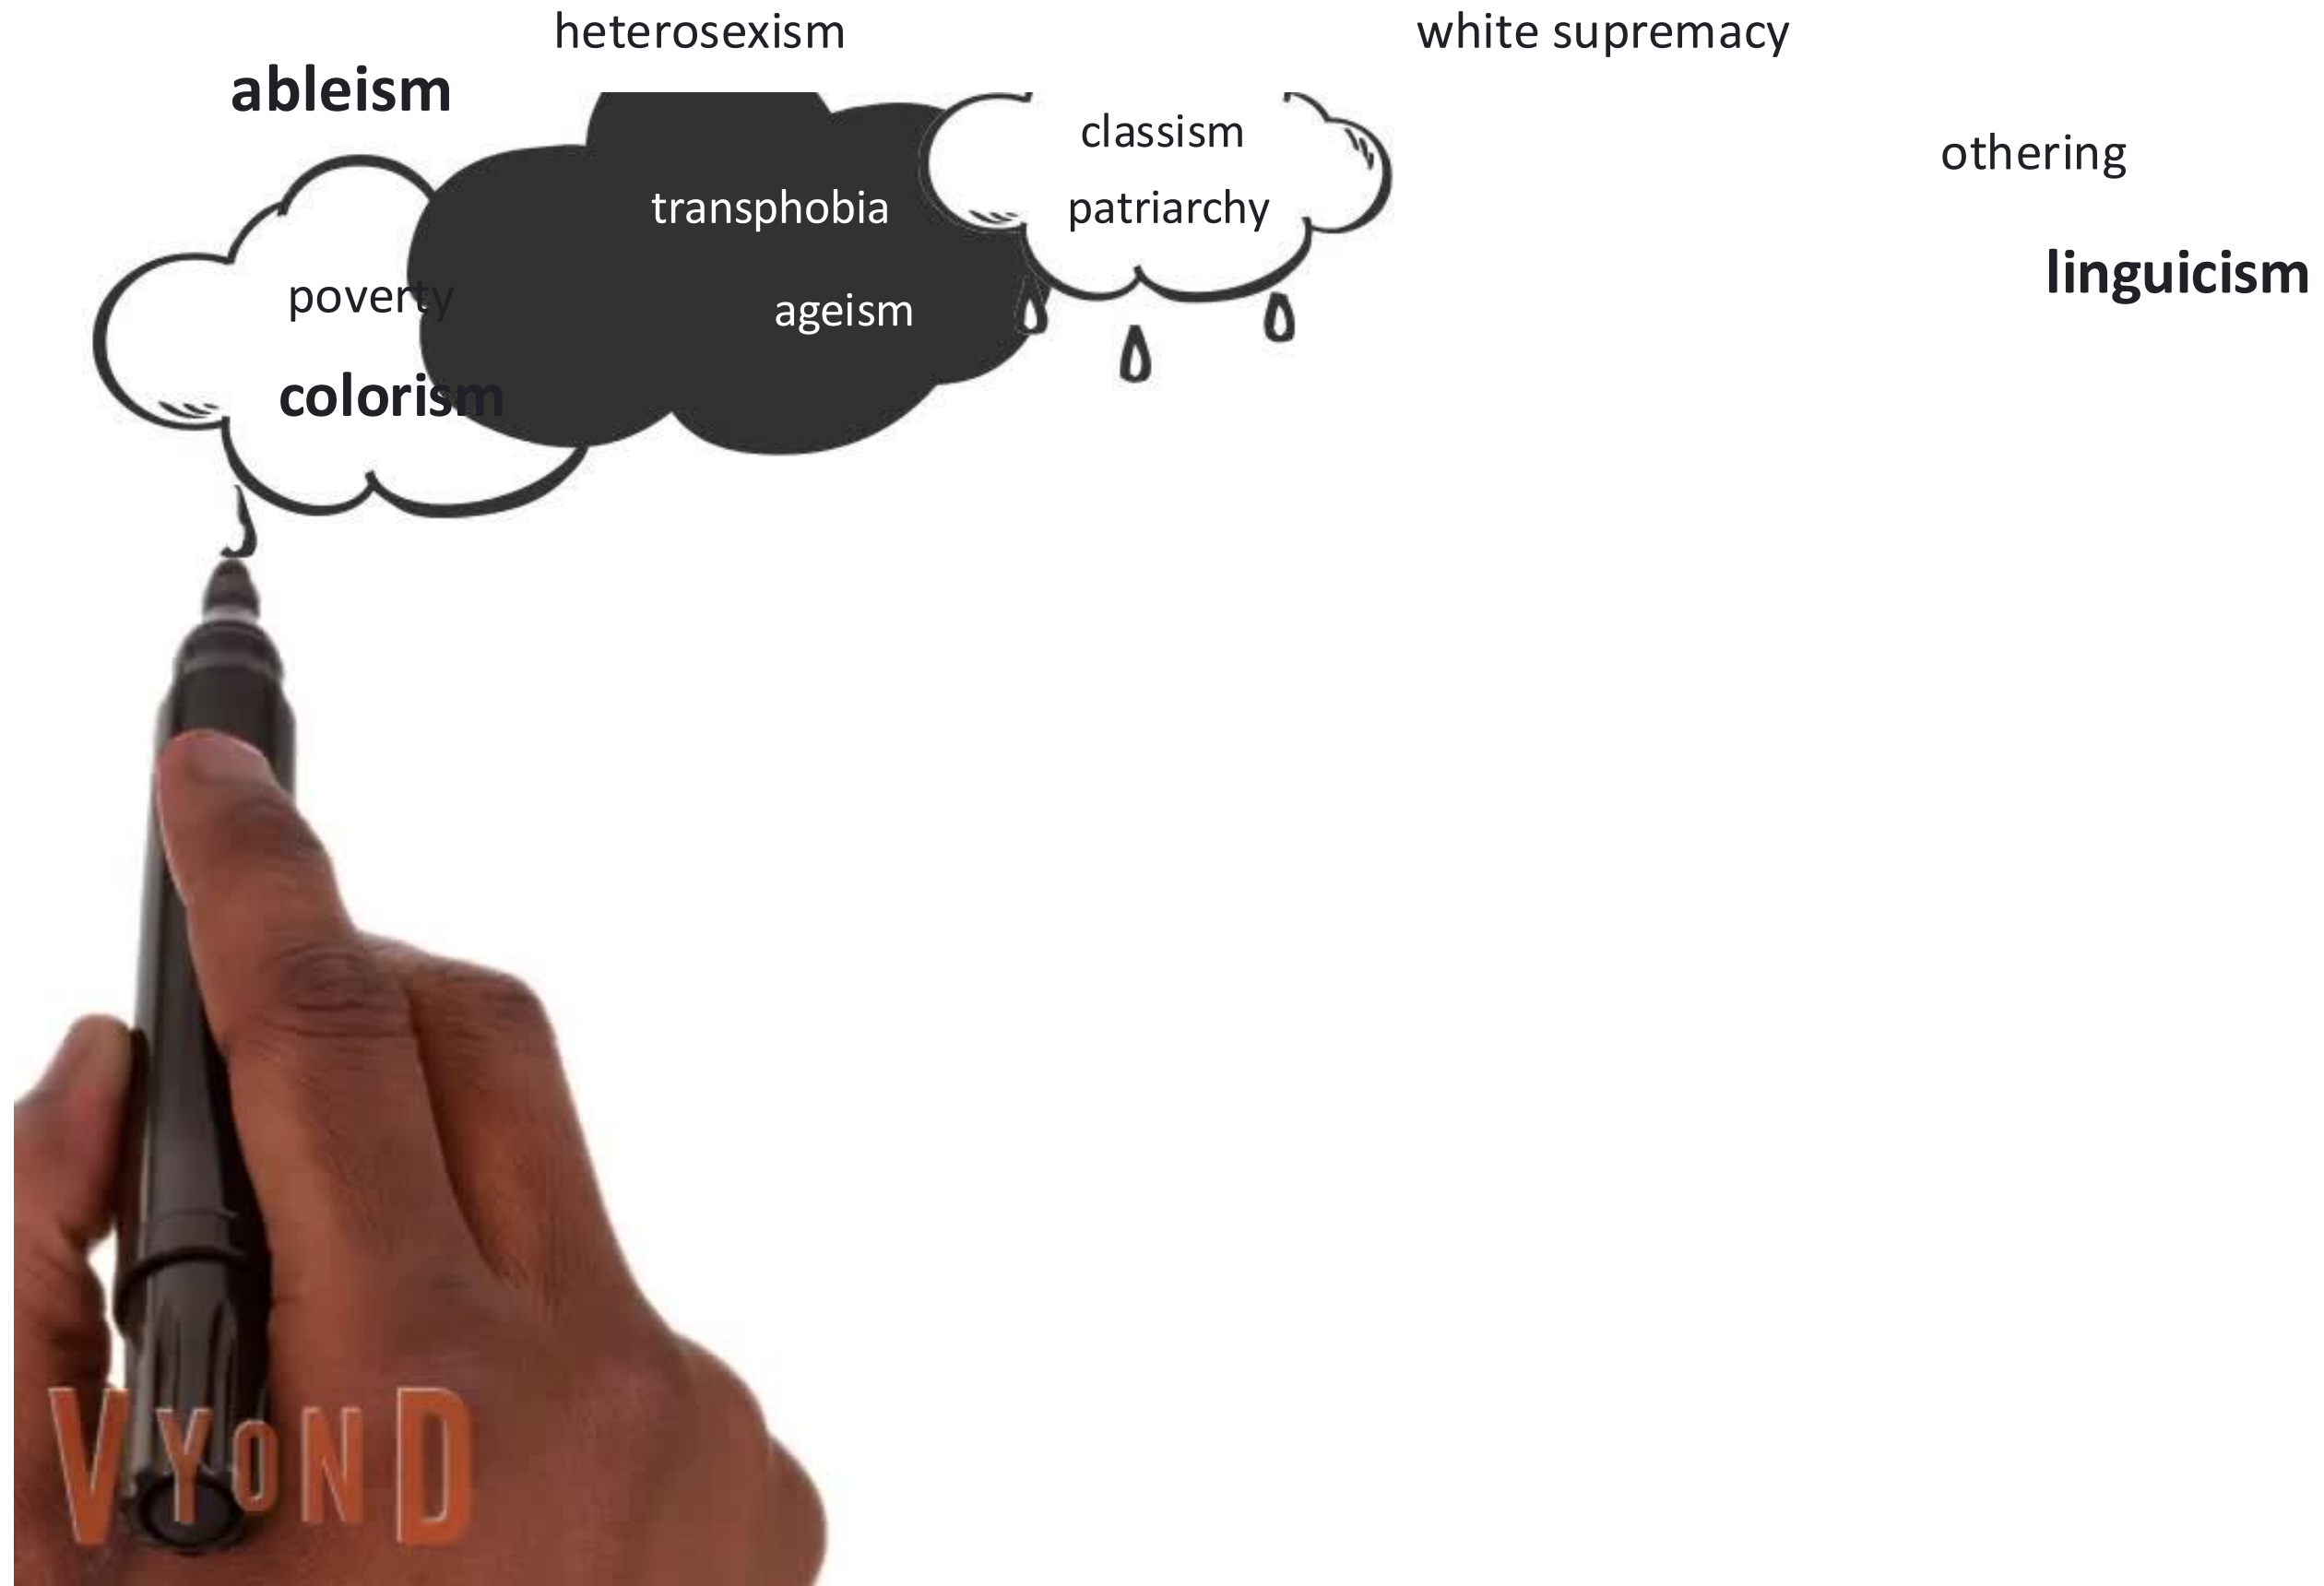 heterosexism
white supremacy
ableism
classism
othering
transphobia
patriarchy
linguicism
poverty
ageism
colorism
VYOND